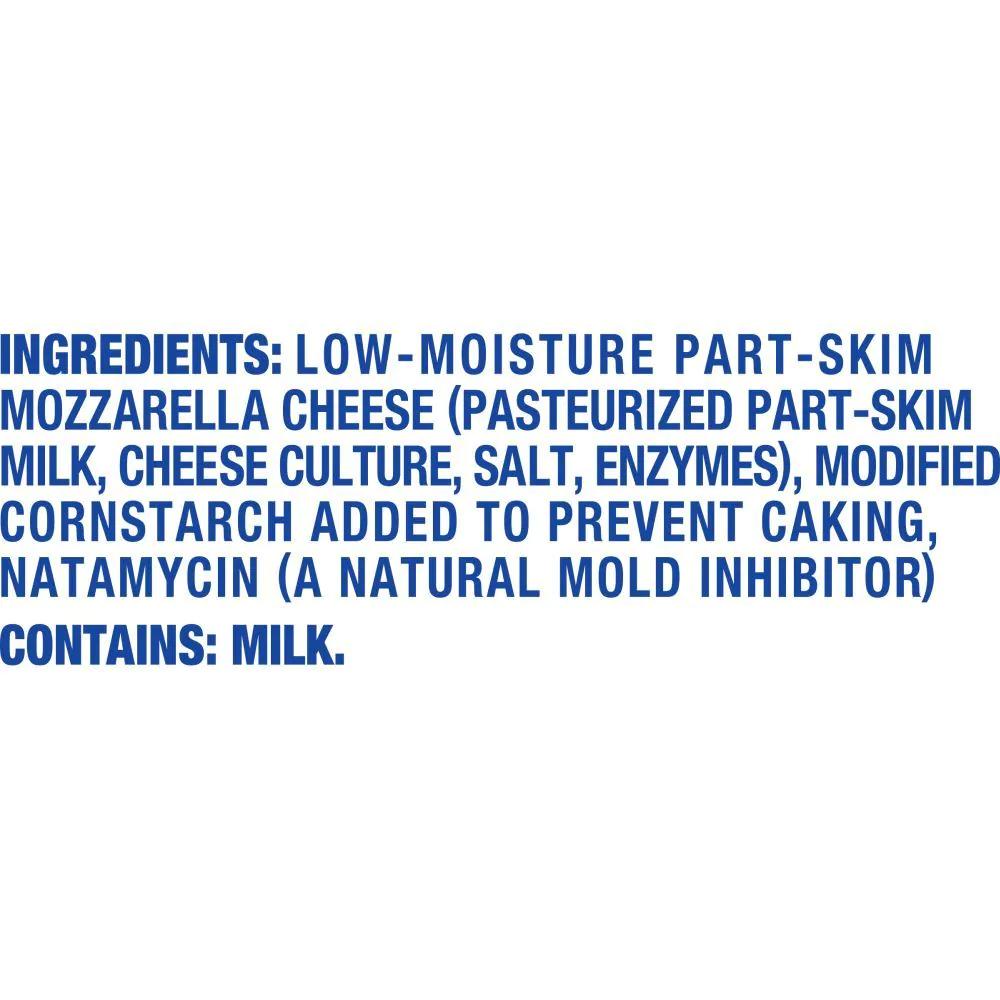 INGREDIENTS: LOW-MOISTURE PART-SKIM
MOZZARELLA CHEESE (PASTEURIZED PART-SKIM
MILK, CHEESE CULTURE, SALT, ENZYMES), MODIFIED
CORNSTARCH ADDED TO PREVENT CAKING,
NATAMYCIN (A NATURAL MOLD INHIBITOR)
CONTAINS: MILK.